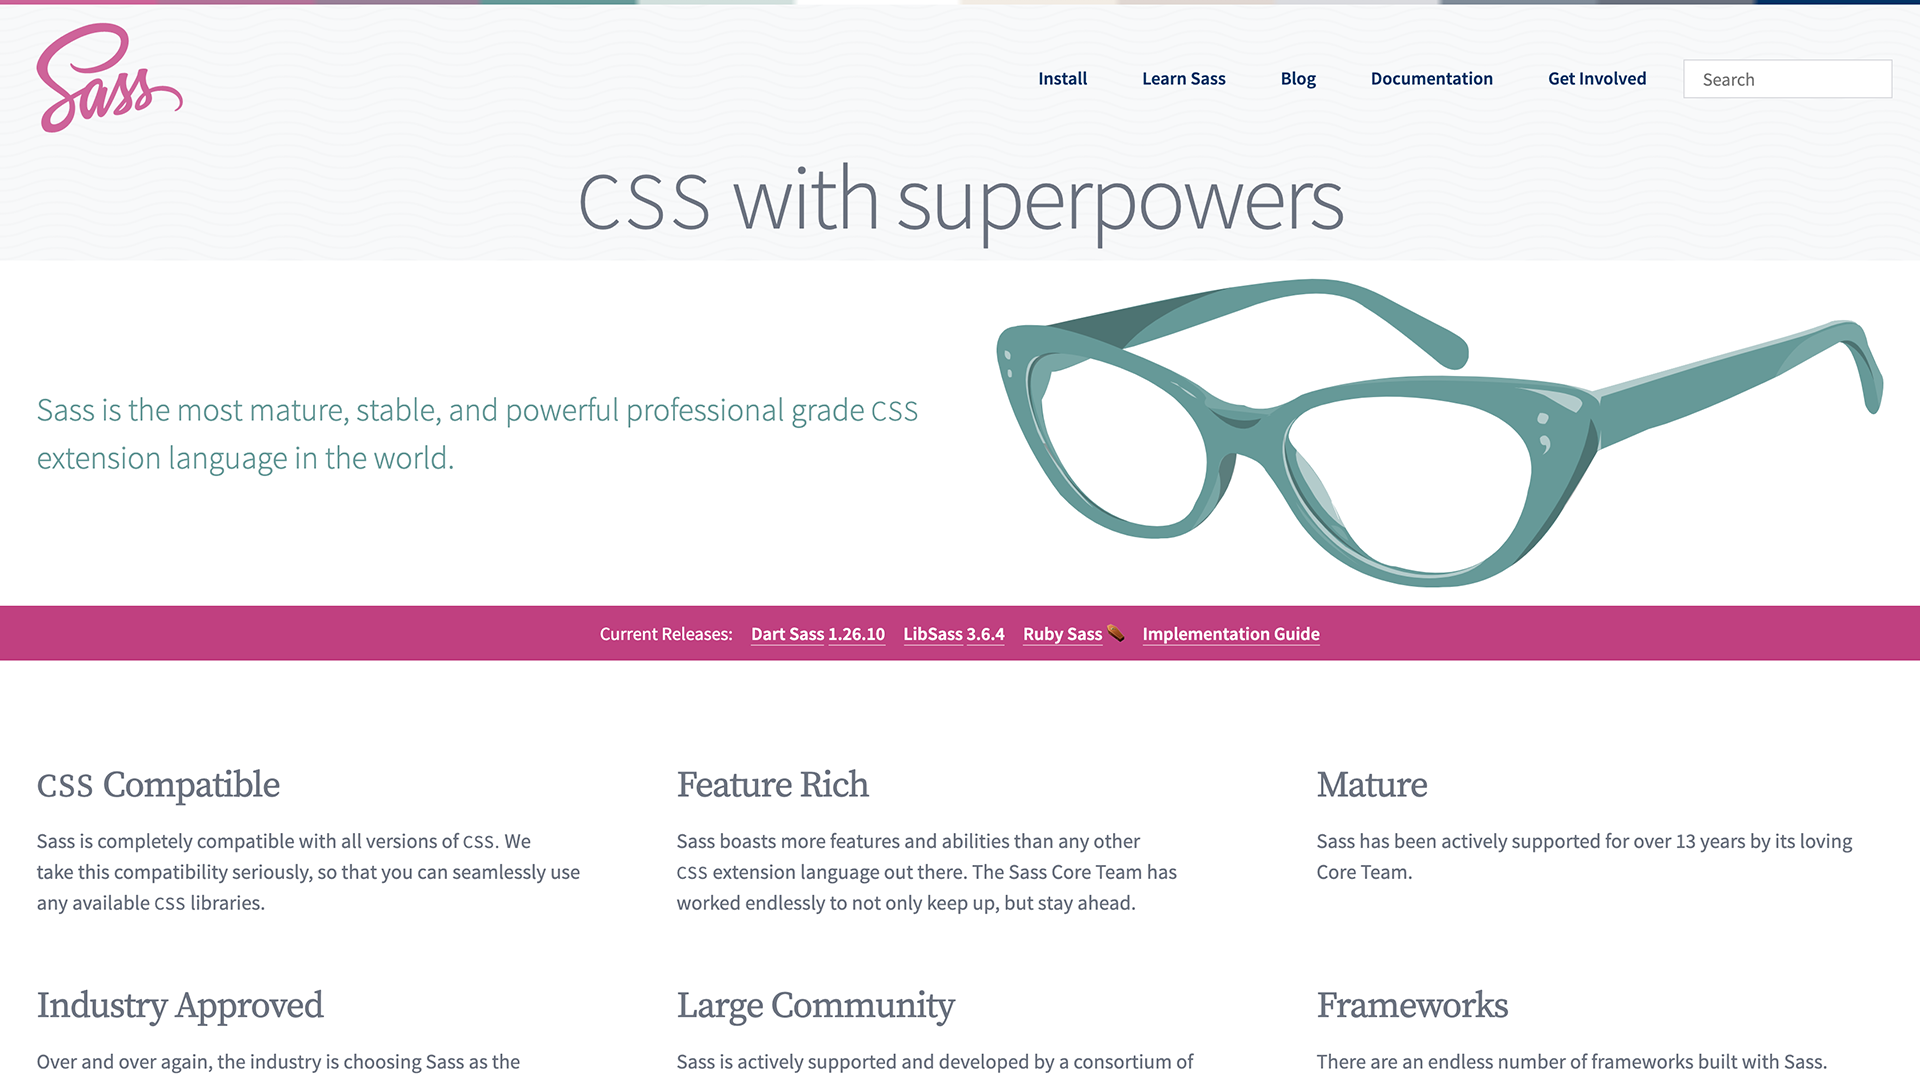 Sass
Install Learn Sass Blog Documentation Get Involved Search
CSS with superpowers
Sass is the most mature, stable, and powerful professional grade CSS
extension language in the world.
Current Releases: Dart Sass 1.26.10 LibSass 3.6.4 Ruby Sass Implementation Guide
CSS Compatible
Sass is completely compatible with all versions of CSS. We
take this compatibility seriously, so that you can seamlessly use
any available CSS libraries.
Feature Rich
Sass boasts more features and abilities than any other
CSS extension language out there. The Sass Core Team has
worked endlessly to not only keep up, but stay ahead.
Mature
Sass has been actively supported for over 13 years by its loving
Core Team.
Industry Approved
Over and over again, the industry is choosing Sass as the
Large Community
Sass is actively supported and developed by a consortium of
Frameworks
There are an endless number of frameworks built with Sass.